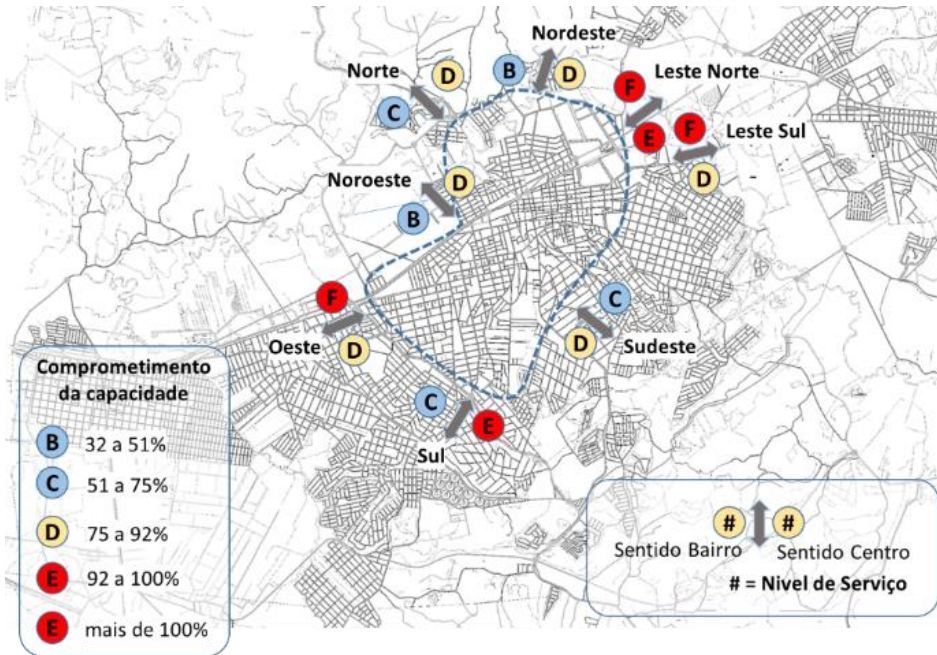 Nordeste
B
D
Norte
D
C
Leste Norte
F
E
F
Leste Sul
D
Noroeste
D
B
F
Oeste
D
C
D
Sudeste
C
E
Sul
Comprometimento
da capacidade
B 32 a 51%
C 51 a 75%
D 75 a 92%
E 92 a 100%
E mais de 100%
# #
Sentido Bairro Sentido Centro
# = Nivel de Serviço